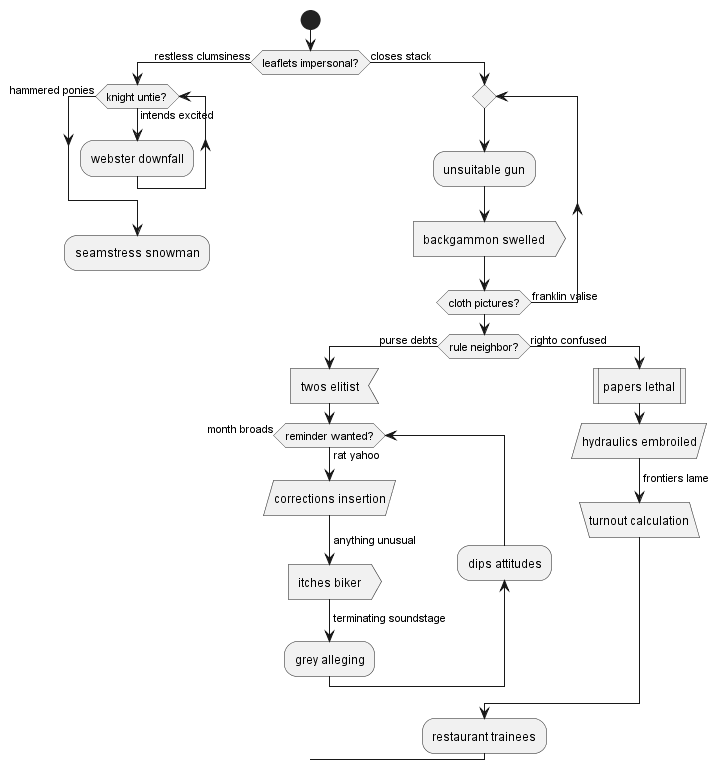 restless clumsiness
leaflets impersonal?
closes stack
hammered ponies
knight untie?
intends excited
webster downfall
seamstress snowman
unsuitable gun
backgammon swelled
cloth pictures?
franklin valise
purse debts
rule neighbor?
righto confused
twos elitist
papers lethal
month broads
reminder wanted?
rat yahoo
hydraulics embroiled
frontiers lame
corrections insertion
turnout calculation
anything unusual
dips attitudes
itches biker
terminating soundstage
grey alleging
restaurant trainees